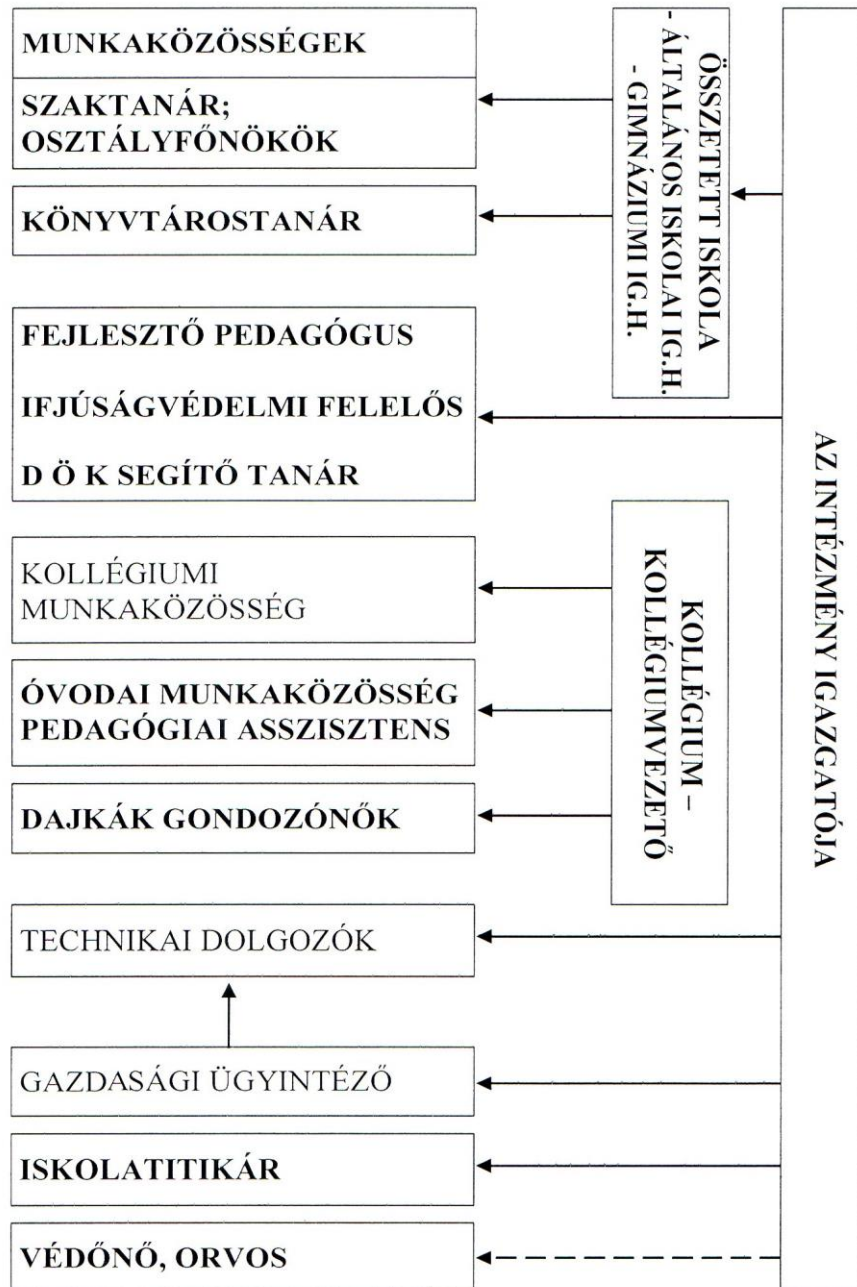 MUNKAKÖZÖSSÉGEK
SZAKTANÁR;
OSZTÁLYFŐNÖKÖK
KÖNYVTÁROSTANÁR
FEJLESZTŐ PEDAGÓGUS
IFJÚSÁGVÉDELMI FELELŐS
D Ö K SEGÍTŐ TANÁR
KOLLÉGIUMI
MUNKAKÖZÖSSÉG
ÓVODAI MUNKAKÖZÖSSÉG
PEDAGÓGIAI ASSZISZTENS
DAJKÁK GONDOZÓNŐK
TECHNIKAI DOLGOZÓK
GAZDASÁGI ÜGYINTÉZŐ
ISKOLATITIKÁR
VÉDŐNŐ, ORVOS
ÖSSZETETT ISKOLA
- ÁLTALÁNOS ISKOLAI IG.H.
- GIMNÁZIUMI IG.H.
KOLLÉGIUM –
KOLLÉGIUMVEZETŐ
AZ INTÉZMÉNY IGAZGATÓJA